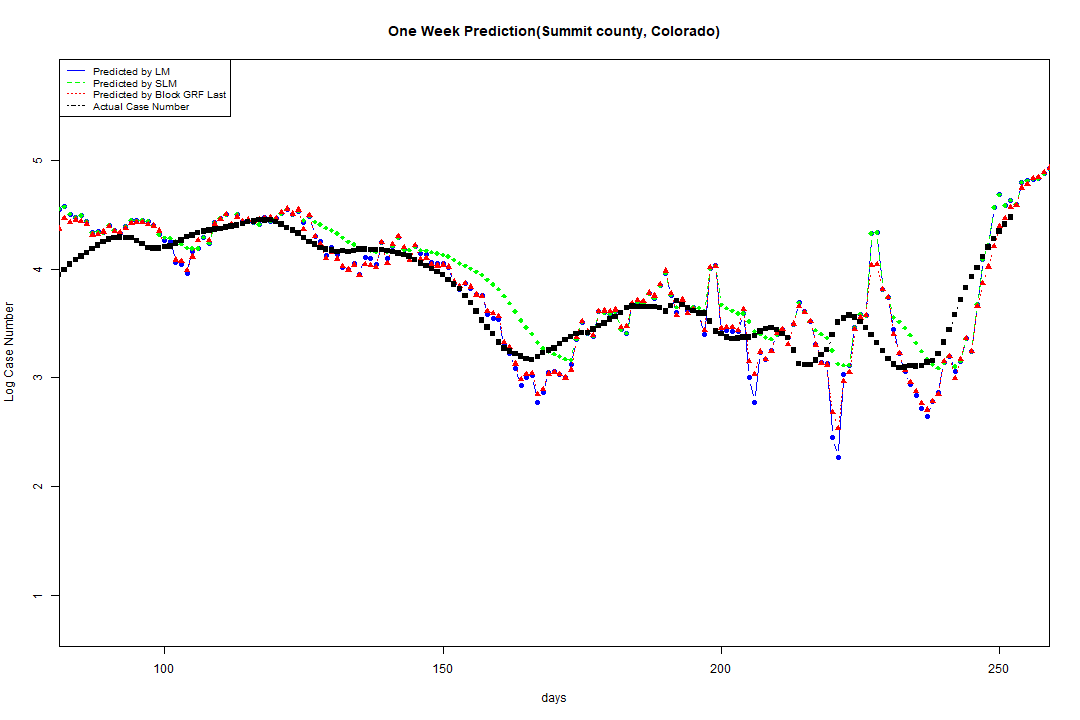 One Week Prediction(Summit county, Colorado)
Predicted by LM
Predicted by SLM
Predicted by Block GRF Last
Actual Case Number
5
4
3
2
1
Log Case Number
100 150 200 250
days